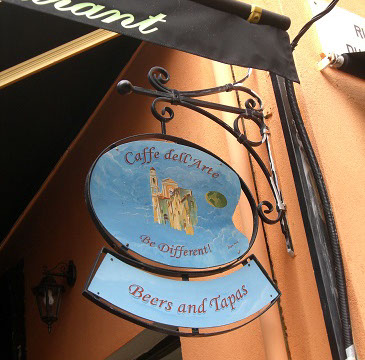 Caffe dell'Arte
Be Different!
Beers and Tapas